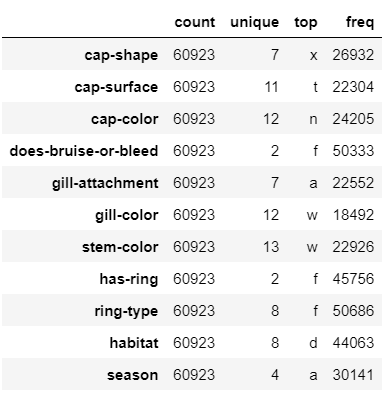 count unique top freq
cap-shape 60923 7 x 26932
cap-surface 60923 11 t 22304
cap-color 60923 12 n 24205
does-bruise-or-bleed 60923 2 f 50333
gill-attachment 60923 7 a 22552
gill-color 60923 12 w 18492
stem-color 60923 13 w 22926
has-ring 60923 2 f 45756
ring-type 60923 8 f 50686
habitat 60923 8 d 44063
season 60923 4 a 30141